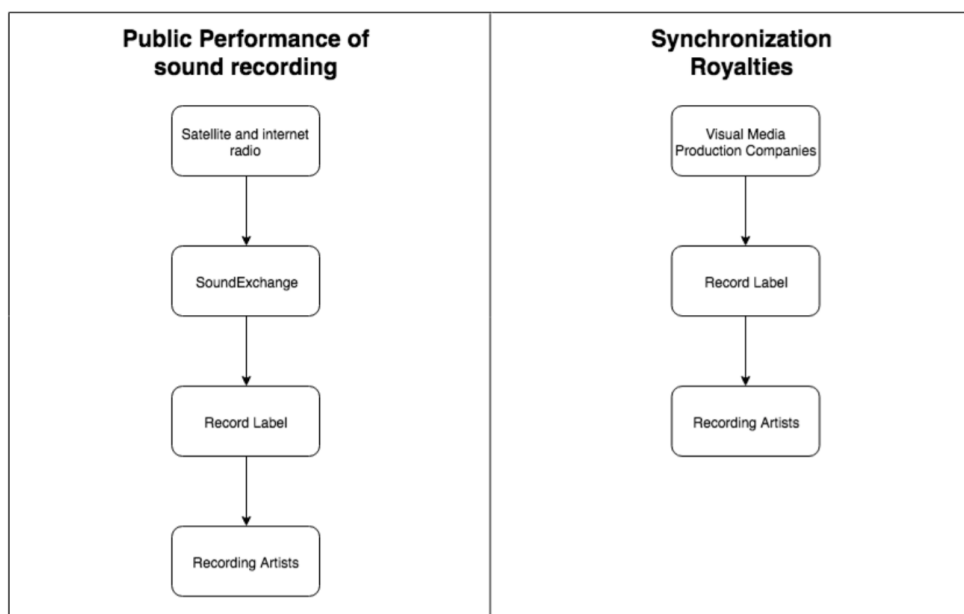 Public Performance of
sound recording
Satellite and internet
radio
SoundExchange
Record Label
Recording Artists
Synchronization
Royalties
Visual Media
Production Companies
Record Label
Recording Artists